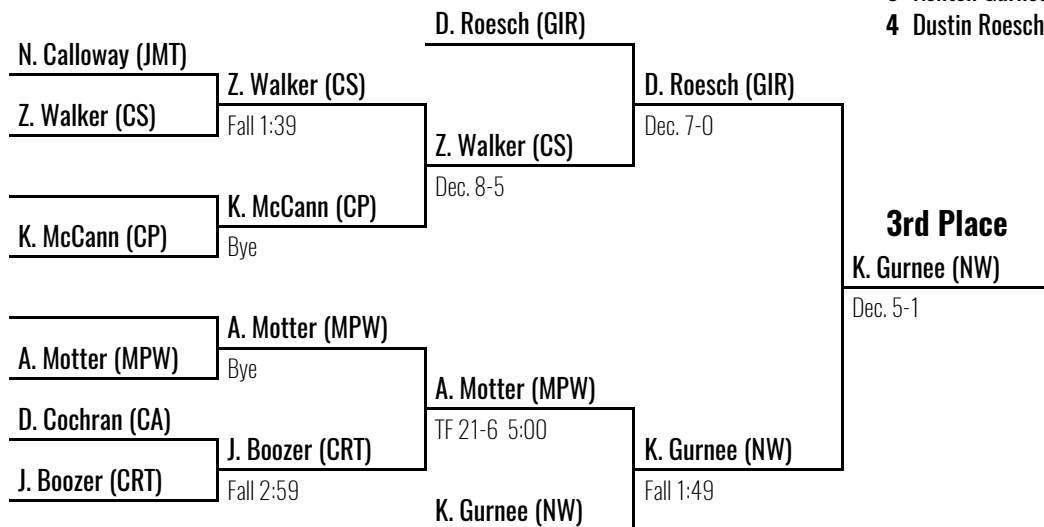 4 Dustin Roesch
D. Roesch (GIR)
N. Calloway (JMT)
Z. Walker (CS)
D. Roesch (GIR)
Z. Walker (CS)
Fall 1:39
Dec. 7-0
Z. Walker (CS)
Dec. 8-5
K. McCann (CP)
K. McCann (CP)
Bye
3rd Place
K. Gurnee (NW)
Dec. 5-1
A. Motter (MPW)
A. Motter (MPW)
Bye
A. Motter (MPW)
D. Cochran (CA)
TF 21-6 5:00
J. Boozer (CRT)
K. Gurnee (NW)
J. Boozer (CRT)
Fall 2:59
Fall 1:49
K. Gurnee (NW)